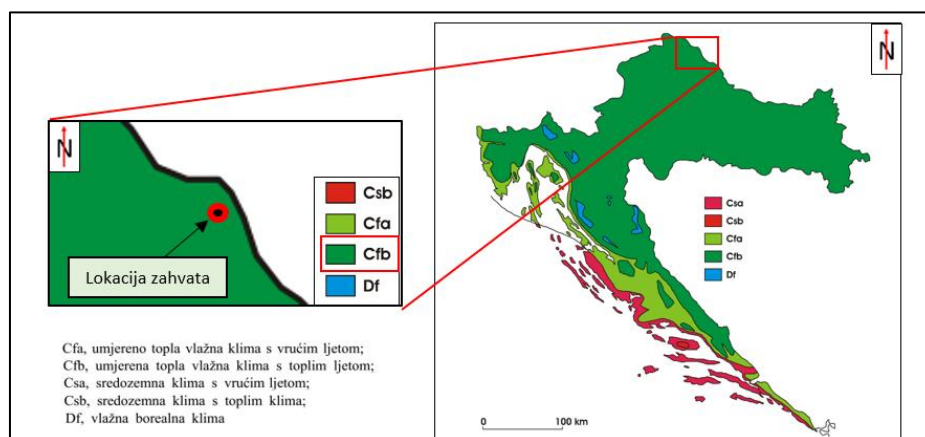 N
N
Csb
Cfa
Cfb
Df
Lokacija zahvata
Csa
Csb
Cfa
Cfb
Df
Cfa, umjereno topla vlažna klima s vrućim ljetom;
Cfb, umjerena topla vlažna klima s toplim ljetom;
Csa, sredozemna klima s vrućim ljetom;
Csb, sredozemna klima s toplim klima;
Df, vlažna borealna klima
0 100 km